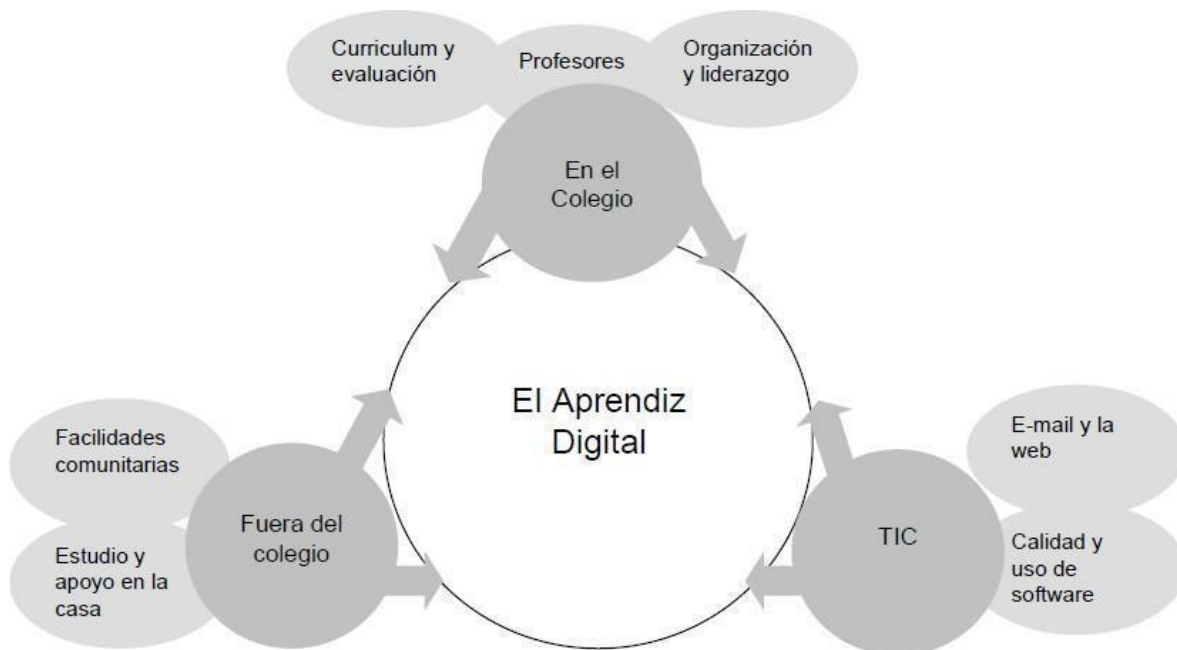 Curriculum y
evaluación
Profesores
Organización
y liderazgo
En el
Colegio
El Aprendiz
Digital
Facilidades
comunitarias
Estudio y
apoyo en la
casa
Fuera del
colegio
TIC
E-mail y la
web
Calidad y
uso de
software